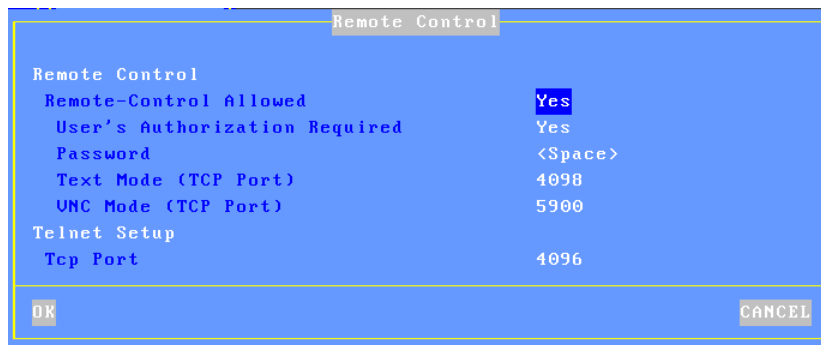 Remote Control
Remote Control
Remote-Control Allowed Yes
User's Authorization Required Yes
Password <Space>
Text Mode (TCP Port) 4098
VNC Mode (TCP Port) 5900
Telnet Setup
Tcp Port 4096
OK CANCEL